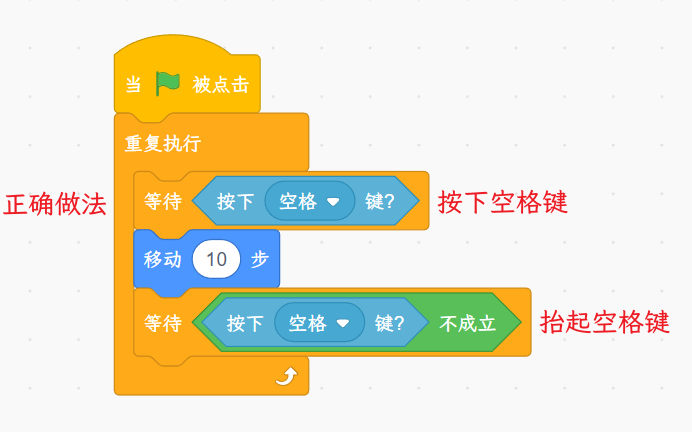 当 被点击
重复执行
正确做法 等待 按下 空格 键? 按下空格键
移动 10 步
等待 按下 空格 键? 不成立 抬起空格键